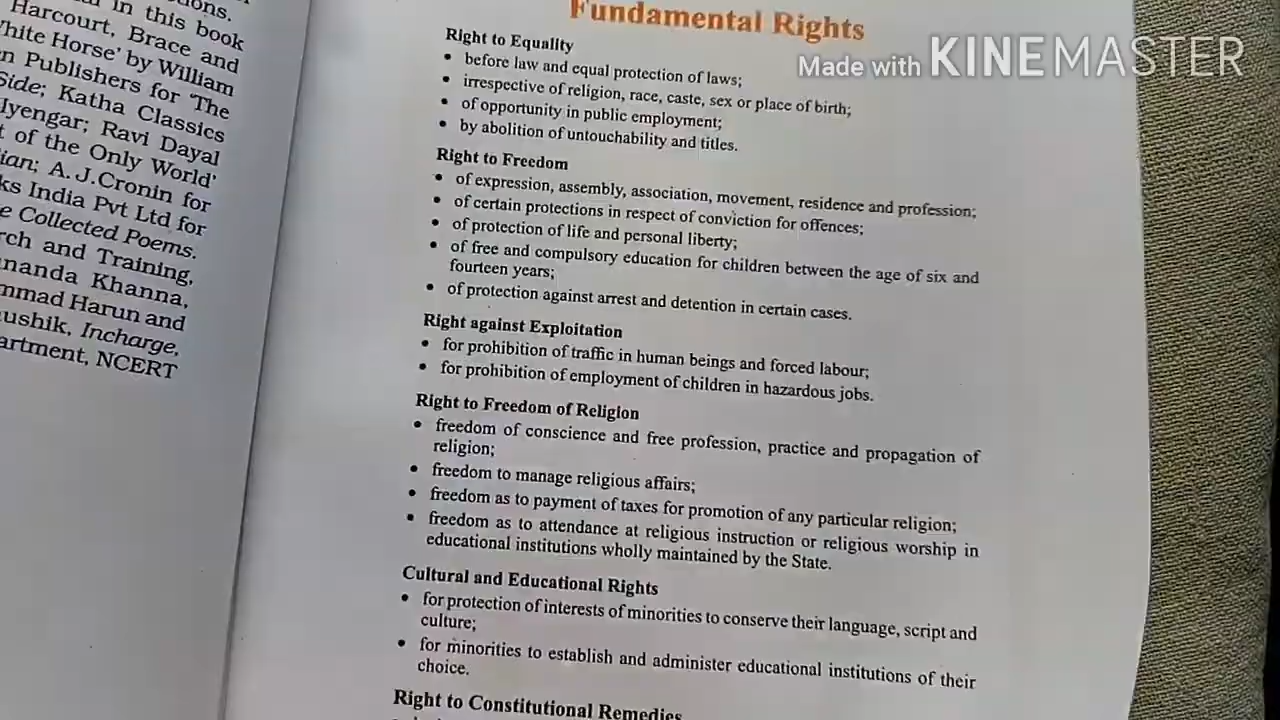 in this book
Harcourt, Brace and
White Horse' by William
n Publishers for 'The
Side; Katha Classics
Iyengar; Ravi Dayal
t of the Only World'
ian; A.J.Cronin for
ks India Pvt Ltd for
e Collected Poems.
rch and Training,
nanda Khanna,
mmad Harun and
aushik, Incharge,
artment, NCERT
Fundamental Rights
Made with KINEMASTER
Right to Equality
• before law and equal protection of laws;
• irrespective of religion, race, caste, sex or place of birth;
• of opportunity in public employment;
• by abolition of untouchability and titles.
Right to Freedom
• of expression, assembly, association, movement, residence and profession;
• of certain protections in respect of conviction for offences;
• of protection of life and personal liberty;
• of free and compulsory education for children between the age of six and
fourteen years;
• of protection against arrest and detention in certain cases.
Right against Exploitation
• for prohibition of traffic in human beings and forced labour;
• for prohibition of employment of children in hazardous jobs.
Right to Freedom of Religion
• freedom of conscience and free profession, practice and propagation of
religion;
• freedom to manage religious affairs;
• freedom as to payment of taxes for promotion of any particular religion;
• freedom as to attendance at religious instruction or religious worship in
educational institutions wholly maintained by the State.
Cultural and Educational Rights
• for protection of interests of minorities to conserve their language, script and
culture;
• for minorities to establish and administer educational institutions of their
choice.
Right to Constitutional Remedies